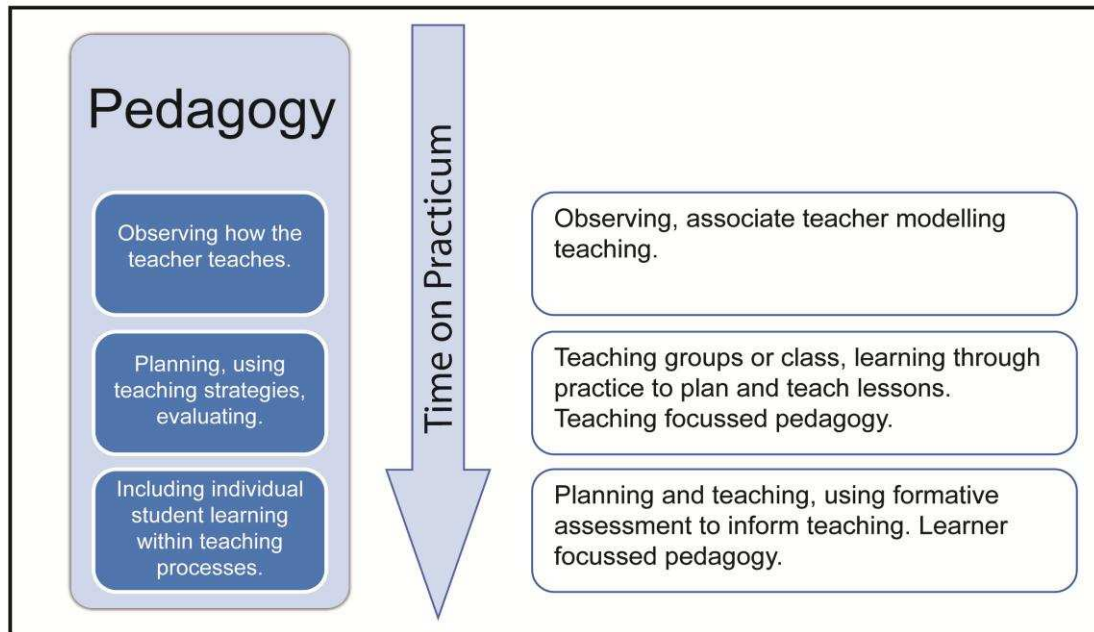 Pedagogy
Observing how the
teacher teaches.
Planning, using
teaching strategies,
evaluating.
Including individual
student learning
within teaching
processes.
Time on Practicum
Observing, associate teacher modelling
teaching.
Teaching groups or class, learning through
practice to plan and teach lessons.
Teaching focussed pedagogy.
Planning and teaching, using formative
assessment to inform teaching. Learner
focussed pedagogy.